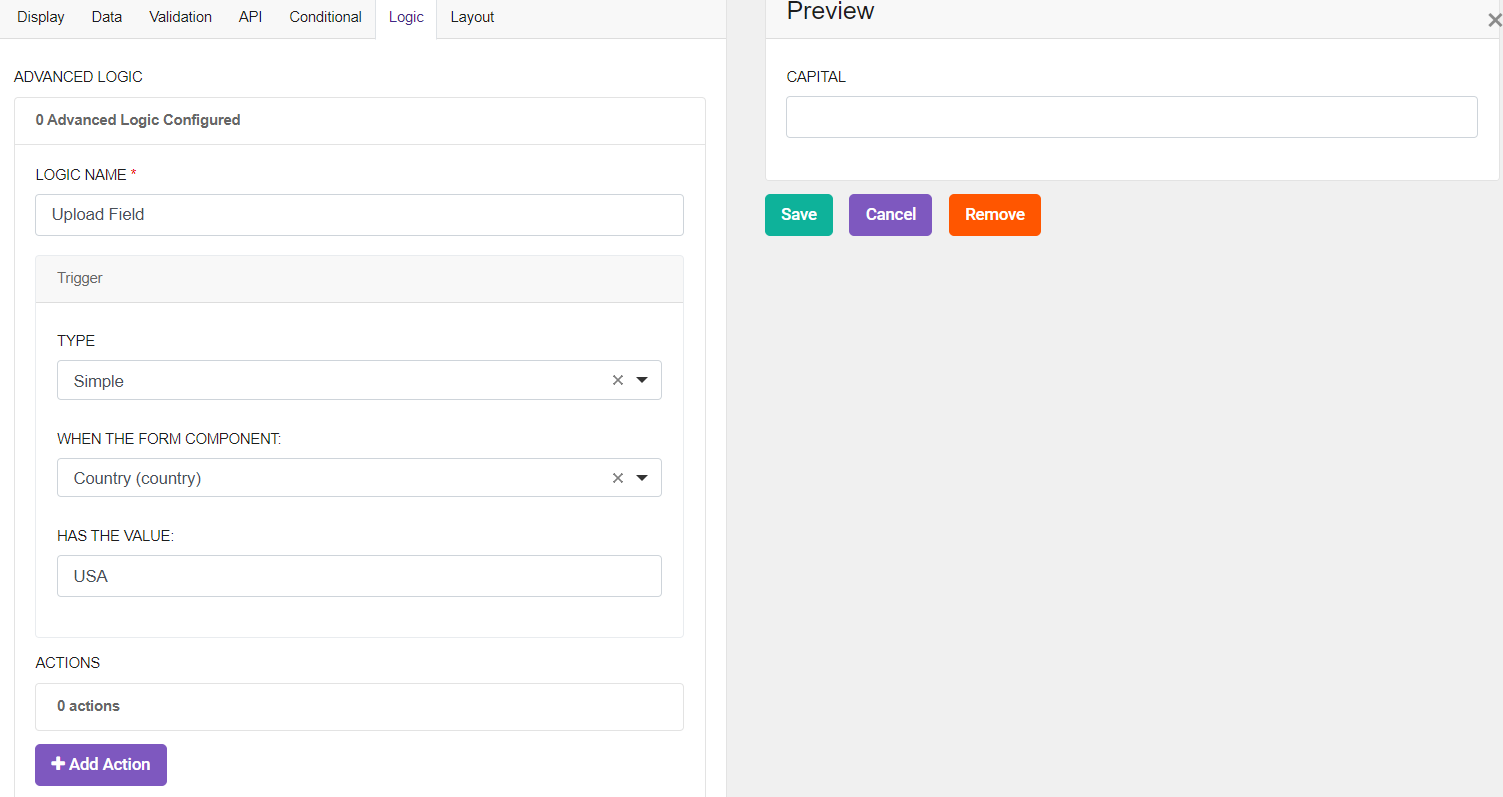 Display Data Validation API Conditional Logic Layout
ADVANCED LOGIC
0 Advanced Logic Configured
LOGIC NAME *
Upload Field
Trigger
TYPE
Simple
WHEN THE FORM COMPONENT:
Country (country)
HAS THE VALUE:
USA
ACTIONS
0 actions
Add Action
Preview
CAPITAL
Save Cancel Remove